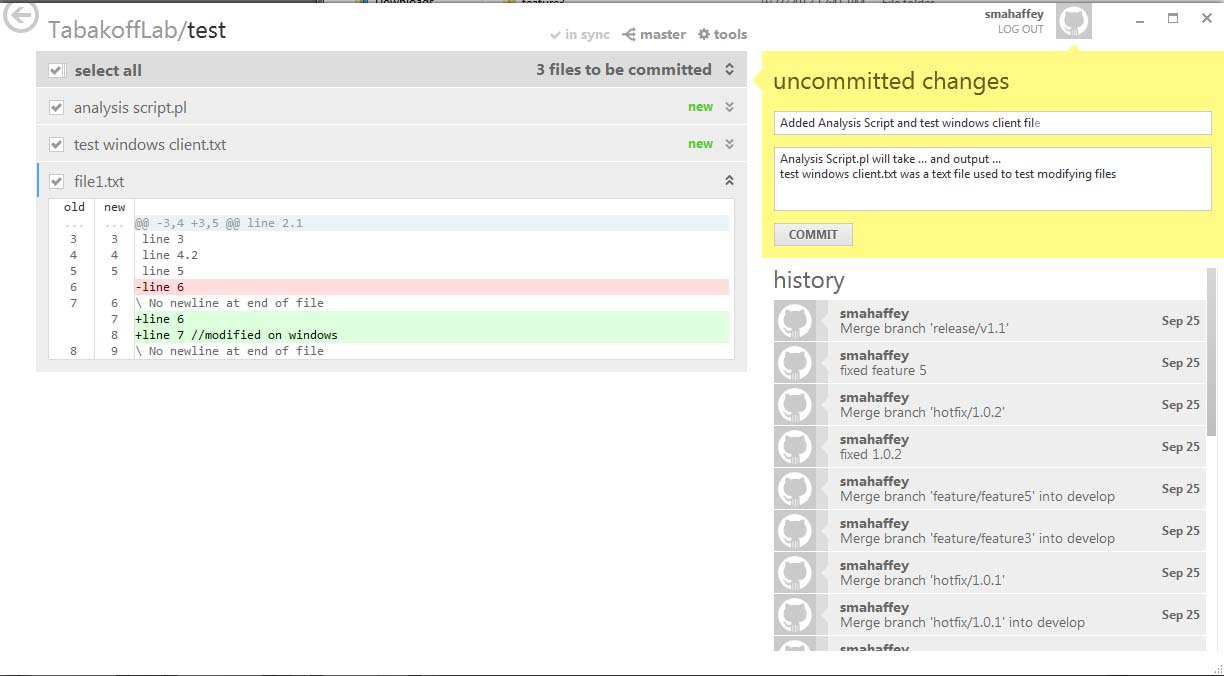 TabakoffLab/test
in sync master tools
smahaffey
LOG OUT
select all 3 files to be committed
analysis script.pl new
test windows client.txt new
file1.txt
old new
... ... @@ -3,4 +3,5 @@ line 2.1
3 3 line 3
4 4 line 4.2
5 5 line 5
6 -line 6
7 6 \ No newline at end of file
7 +line 6
8 +line 7 //modified on windows
8 9 \ No newline at end of file
uncommitted changes
Added Analysis Script and test windows client file
Analysis Script.pl will take ... and output ...
test windows client.txt was a text file used to test modifying files
COMMIT
history
smahaffey
Merge branch 'release/v1.1' Sep 25
smahaffey
fixed feature 5 Sep 25
smahaffey
Merge branch 'hotfix/1.0.2' Sep 25
smahaffey
fixed 1.0.2 Sep 25
smahaffey
Merge branch 'feature/feature5' into develop Sep 25
smahaffey
Merge branch 'feature/feature3' into develop Sep 25
smahaffey
Merge branch 'hotfix/1.0.1' Sep 25
smahaffey
Merge branch 'hotfix/1.0.1' into develop Sep 25
smahaffey